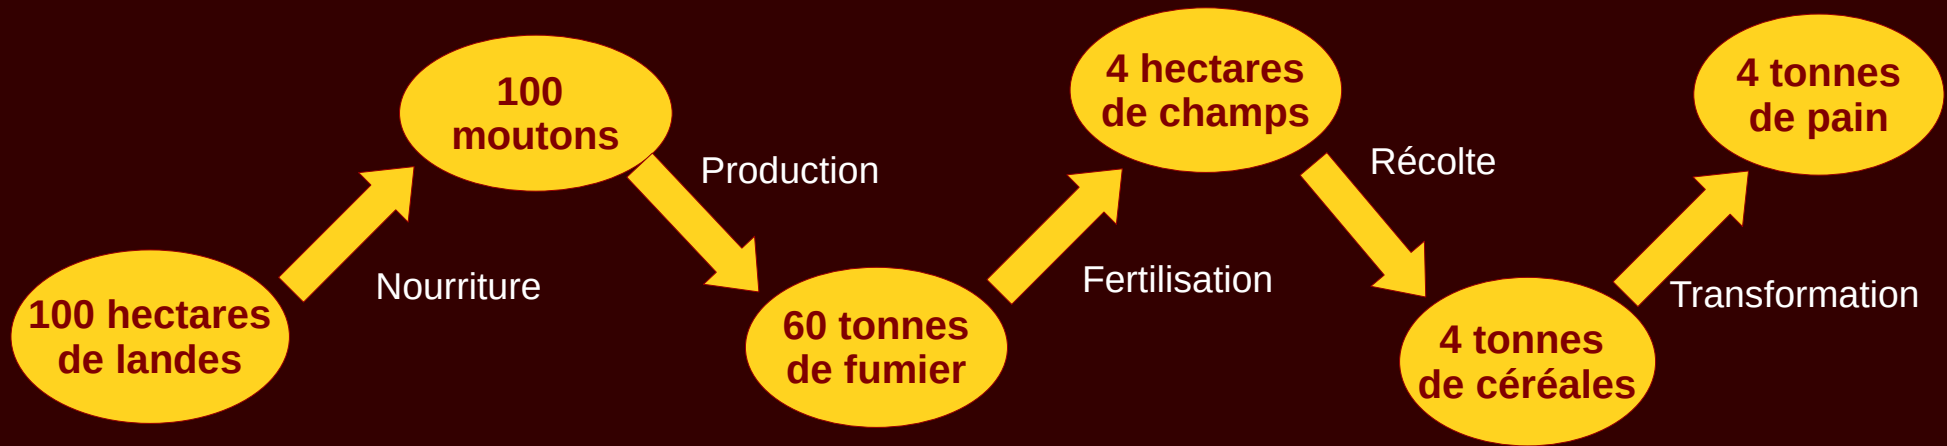 100 hectares
de landes
Nourriture
100
moutons
Production
60 tonnes
de fumier
Fertilisation
4 hectares
de champs
Récolte
4 tonnes
de céréales
Transformation
4 tonnes
de pain